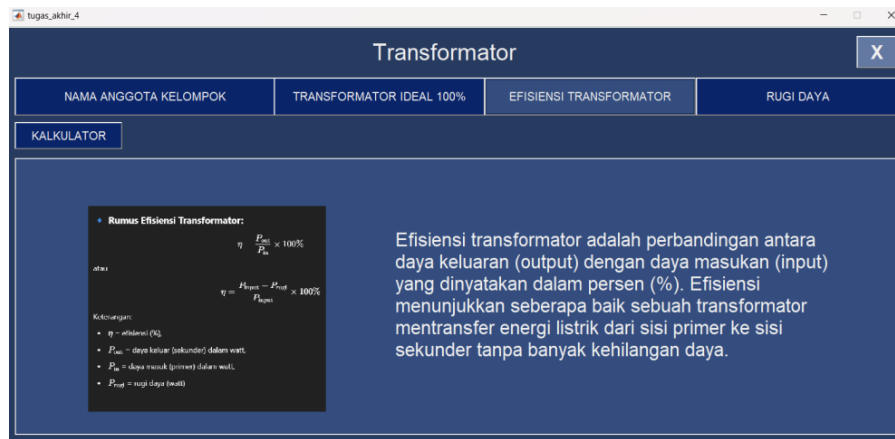 tugas_akhir_4
Transformator
X
NAMA ANGGOTA KELOMPOK
TRANSFORMATOR IDEAL 100%
EFISIENSI TRANSFORMATOR
RUGI DAYA
KALKULATOR
Rumus Efisiensi Transformator:
η = P_out / P_in × 100%
atau
η = P_input − P_rugi / P_input × 100%
Keterangan:
• η = efisiensi (%),
• P_out = daya keluar (sekunder) dalam watt,
• P_in = daya masuk (primer) dalam watt,
• P_rugi = rugi daya (watt)
Efisiensi transformator adalah perbandingan antara
daya keluaran (output) dengan daya masukan (input)
yang dinyatakan dalam persen (%). Efisiensi
menunjukkan seberapa baik sebuah transformator
mentransfer energi listrik dari sisi primer ke sisi
sekunder tanpa banyak kehilangan daya.